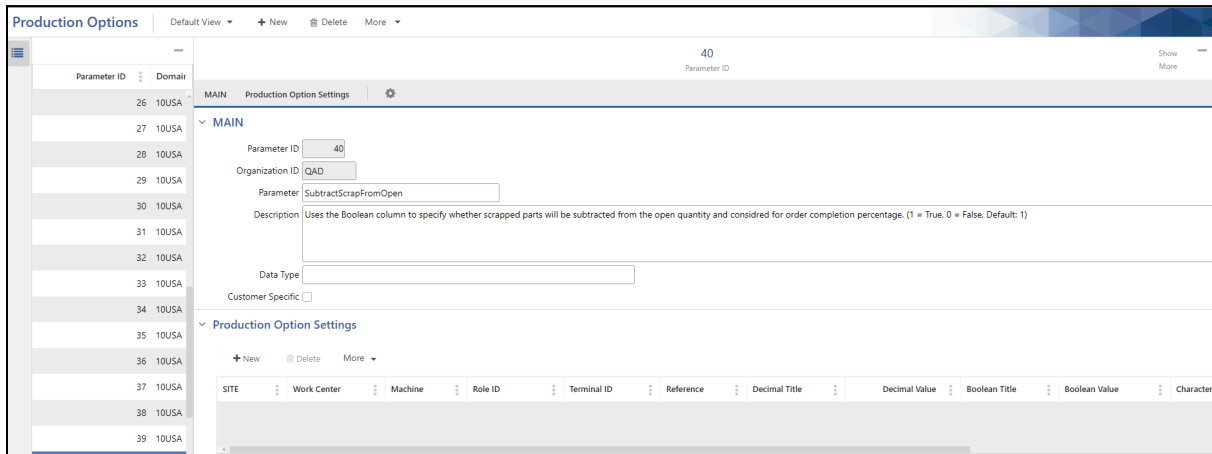 Production Options
Default View
New
Delete
More
40
Parameter ID
Show
More
Parameter ID
Domain
26 10USA
27 10USA
28 10USA
29 10USA
30 10USA
31 10USA
32 10USA
33 10USA
34 10USA
35 10USA
36 10USA
37 10USA
38 10USA
39 10USA
MAIN
Production Option Settings
MAIN
Parameter ID 40
Organization ID QAD
Parameter SubtractScrapFromOpen
Description Uses the Boolean column to specify whether scrapped parts will be subtracted from the open quantity and considred for order completion percentage. (1 = True, 0 = False, Default: 1)
Data Type
Customer Specific
Production Option Settings
New
Delete
More
SITE
Work Center
Machine
Role ID
Terminal ID
Reference
Decimal Title
Decimal Value
Boolean Title
Boolean Value
Character